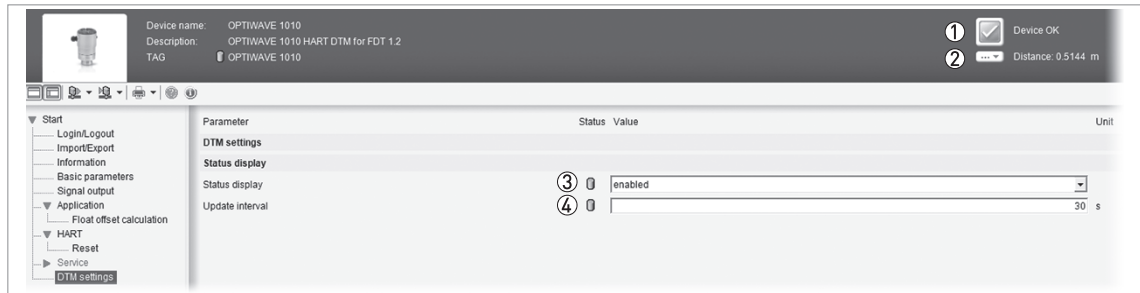 Device name: OPTIWAVE 1010
Description: OPTIWAVE 1010 HART DTM for FDT 1.2
TAG OPTIWAVE 1010
① Device OK
② Distance: 0.5144 m
Start
Login/Logout
Import/Export
Information
Basic parameters
Signal output
Application
Float offset calculation
HART
Reset
Service
DTM settings
Parameter Status Value Unit
DTM settings
Status display
Status display ③ enabled
Update interval ④ 30 s